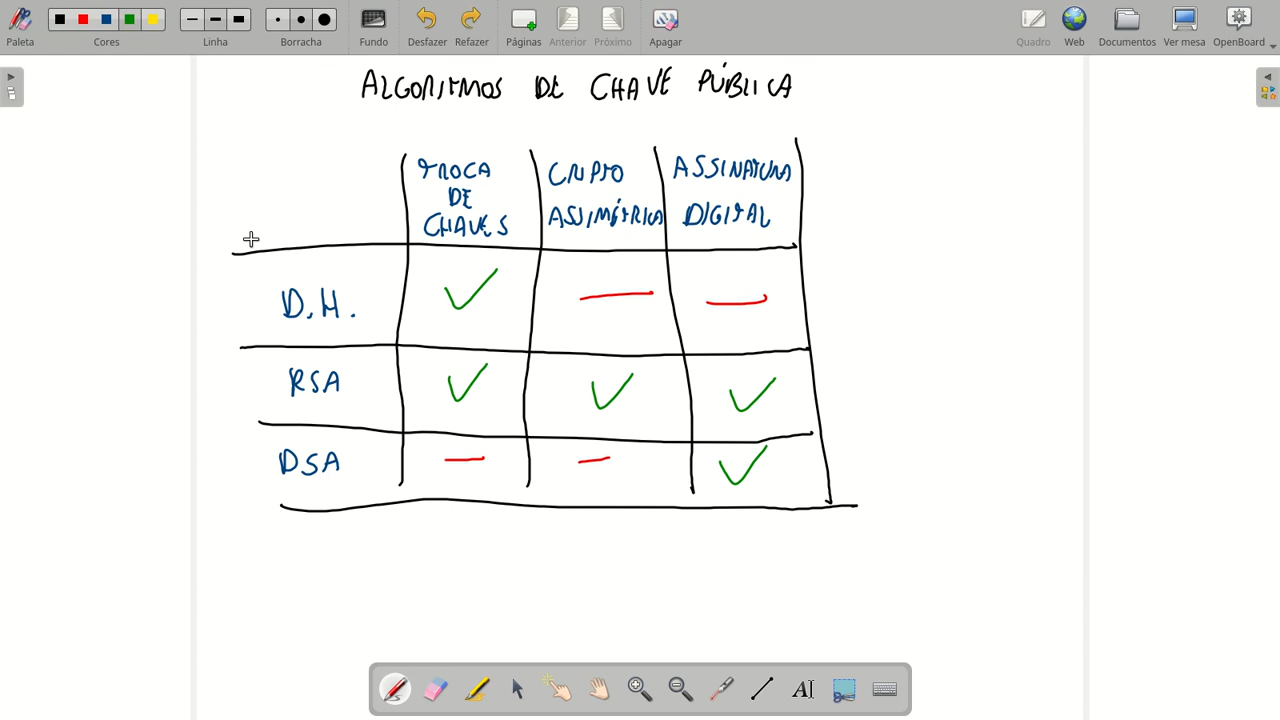 Paleta
Cores
Linha
Borracha
Fundo
Desfazer
Refazer
Páginas
Anterior
Próximo
Apagar
Quadro
Web
Documentos
Ver mesa
OpenBoard
ALGORITMOS DE CHAVE PÚBLICA
TROCA
DE
CHAVES
CRIPTO
ASSIMÉTRICA
ASSINATURA
DIGITAL
D.H.
RSA
DSA
AI